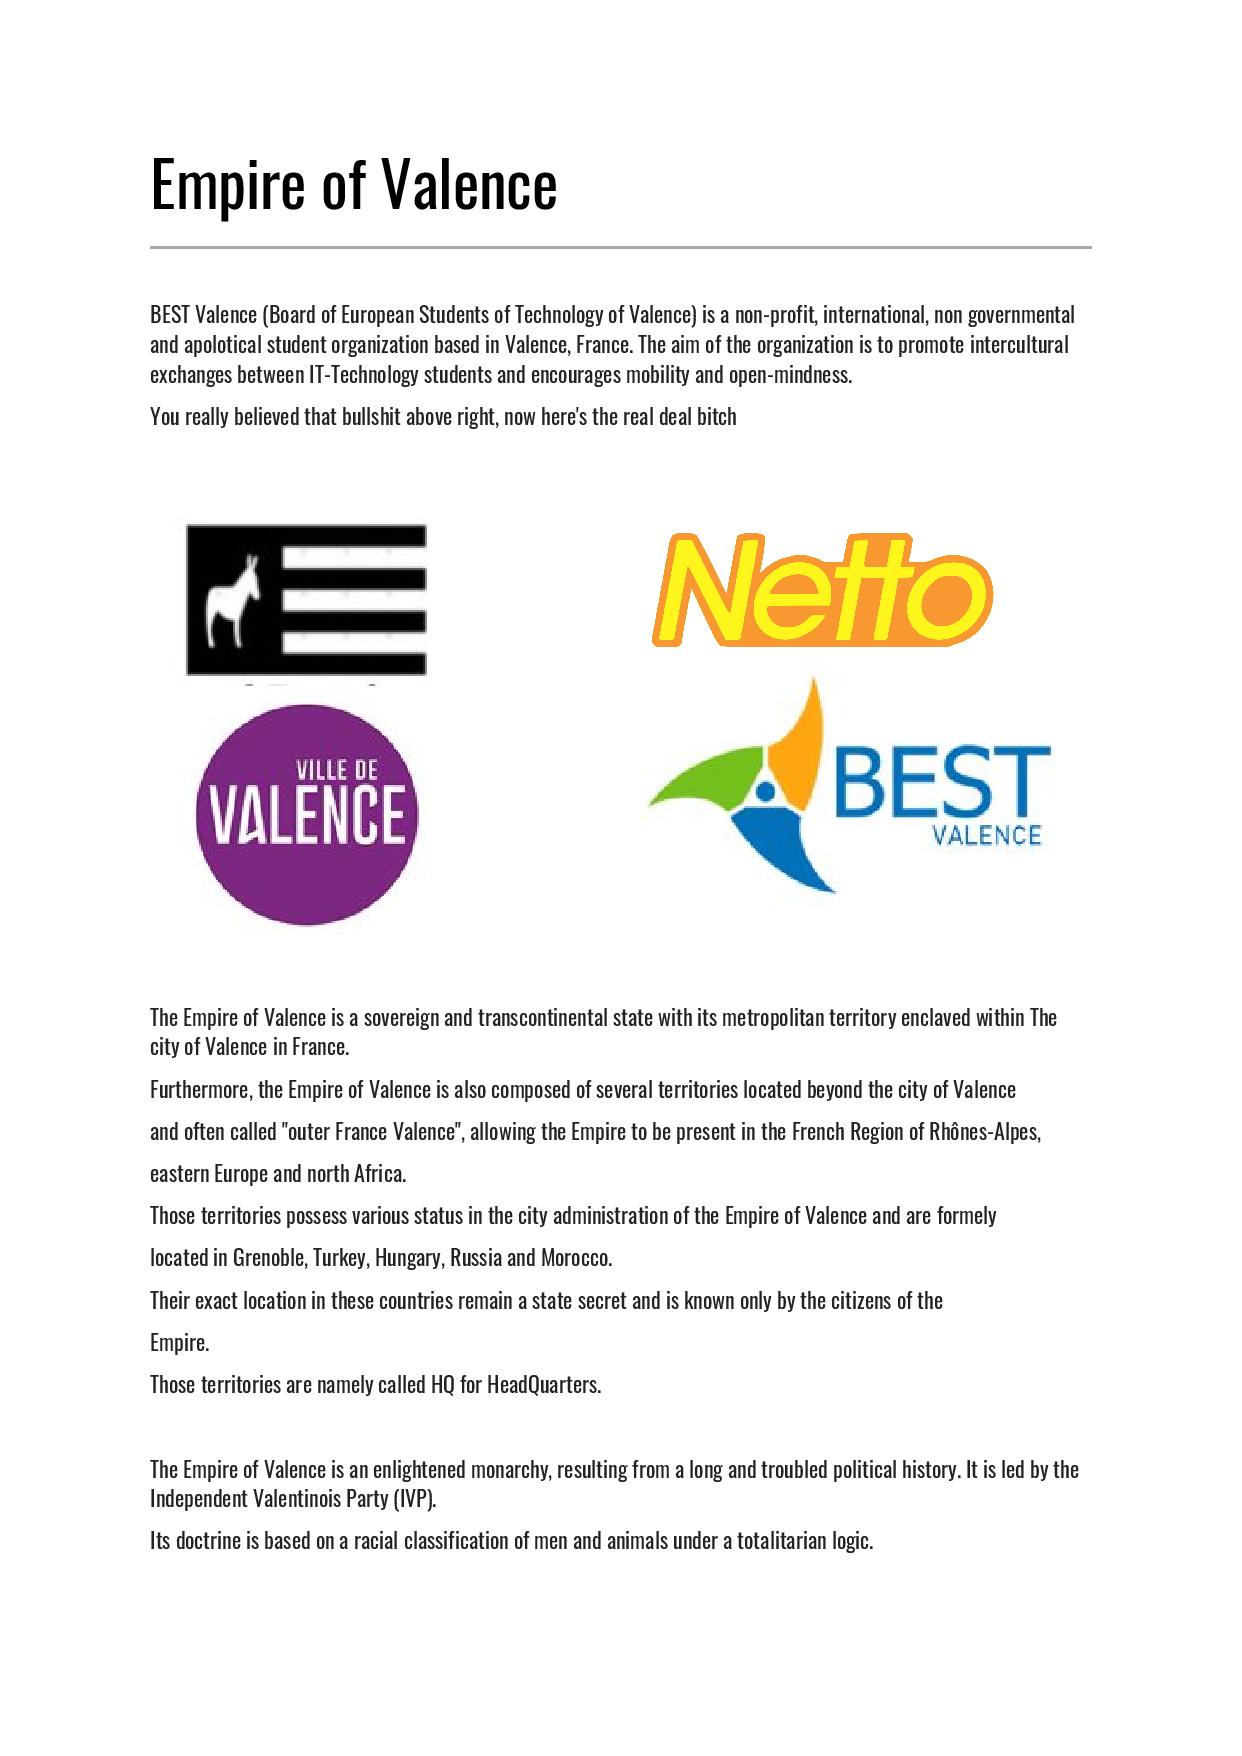 Empire of Valence
BEST Valence (Board of European Students of Technology of Valence) is a non-profit, international, non governmental
and apolotical student organization based in Valence, France. The aim of the organization is to promote intercultural
exchanges between IT-Technology students and encourages mobility and open-mindness.
You really believed that bullshit above right, now here's the real deal bitch
Netto
VILLE DE
VALENCE
BEST
VALENCE
The Empire of Valence is a sovereign and transcontinental state with its metropolitan territory enclaved within The
city of Valence in France.
Furthermore, the Empire of Valence is also composed of several territories located beyond the city of Valence
and often called "outer France Valence", allowing the Empire to be present in the French Region of Rhônes-Alpes,
eastern Europe and north Africa.
Those territories possess various status in the city administration of the Empire of Valence and are formely
located in Grenoble, Turkey, Hungary, Russia and Morocco.
Their exact location in these countries remain a state secret and is known only by the citizens of the
Empire.
Those territories are namely called HQ for HeadQuarters.
The Empire of Valence is an enlightened monarchy, resulting from a long and troubled political history. It is led by the
Independent Valentinois Party (IVP).
Its doctrine is based on a racial classification of men and animals under a totalitarian logic.